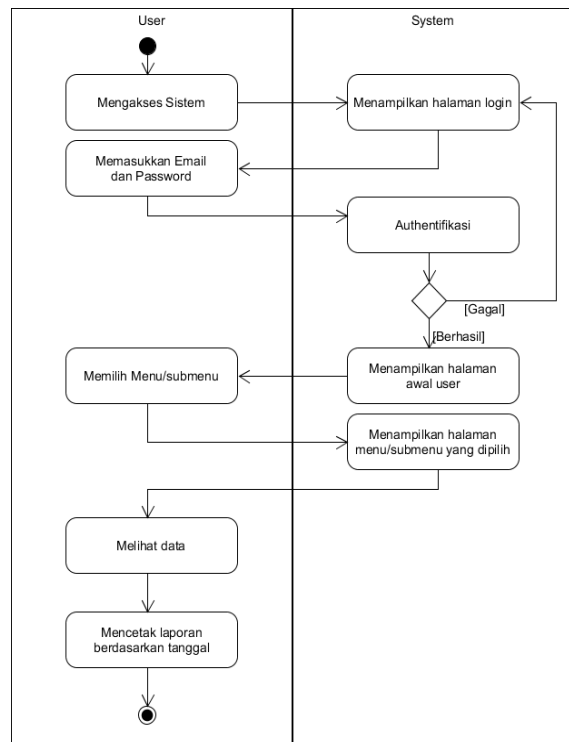 User
System
Mengakses Sistem
Menampilkan halaman login
Memasukkan Email
dan Password
Authentifikasi
[Gagal]
[Berhasil]
Menampilkan halaman
awal user
Memilih Menu/submenu
Menampilkan halaman
menu/submenu yang dipilih
Melihat data
Mencetak laporan
berdasarkan tanggal